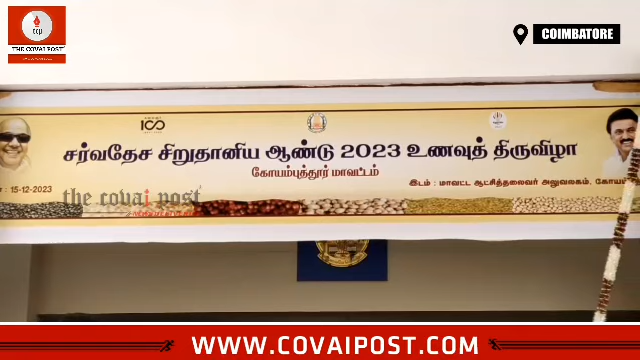 THE COVAI POST
COIMBATORE
100
சர்வதேச சிறுதானிய ஆண்டு 2023 உணவுத் திருவிழா
கோயம்புத்தூர் மாவட்டம்
: 15-12-2023
இடம் : மாவட்ட ஆட்சித்தலைவர் அலுவலகம்,
the covai post
WWW.COVAIPOST.COM